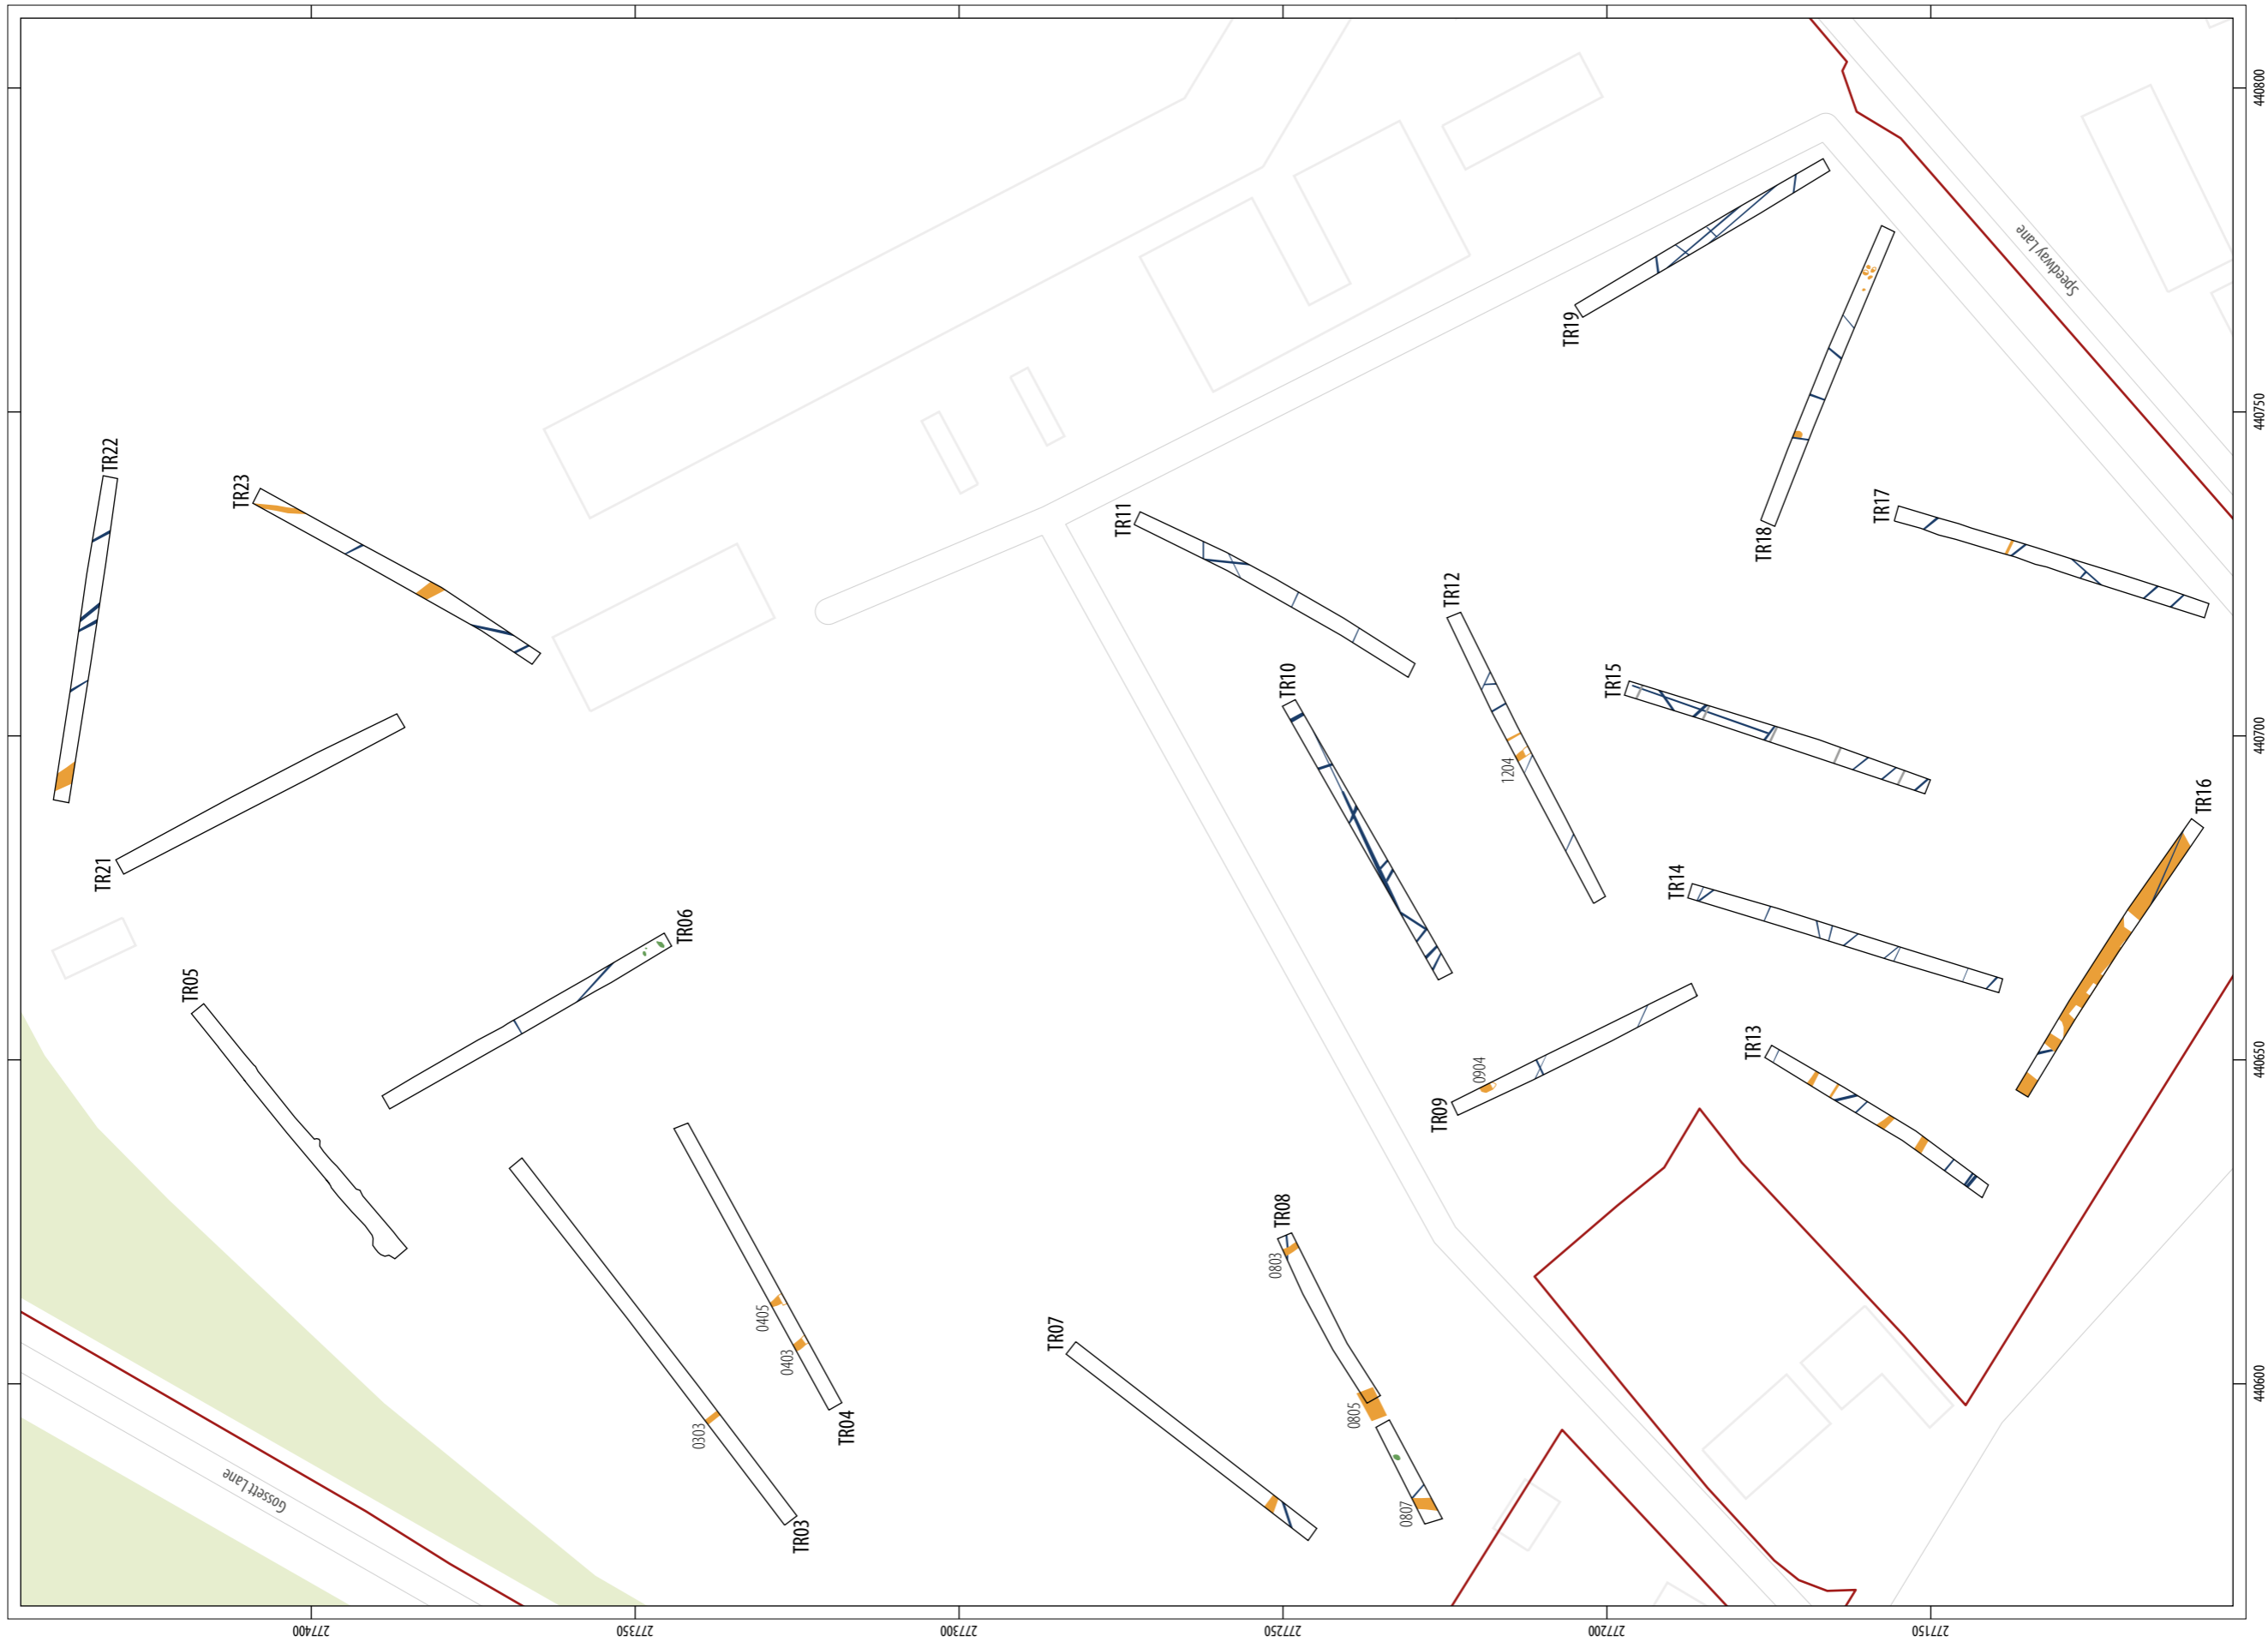 440800
440750
440700
440650
440600
277400
277350
277300
277250
277200
277150
TR22
TR23
TR21
TR06
TR05
0405
0403
TR04
0303
TR03
Gossett Lane
TR11
TR12
TR10
1204
TR09
0904
TR08
0803
TR07
0805
0807
TR19
TR18
TR17
TR15
TR14
TR16
TR13
Speedway Lane